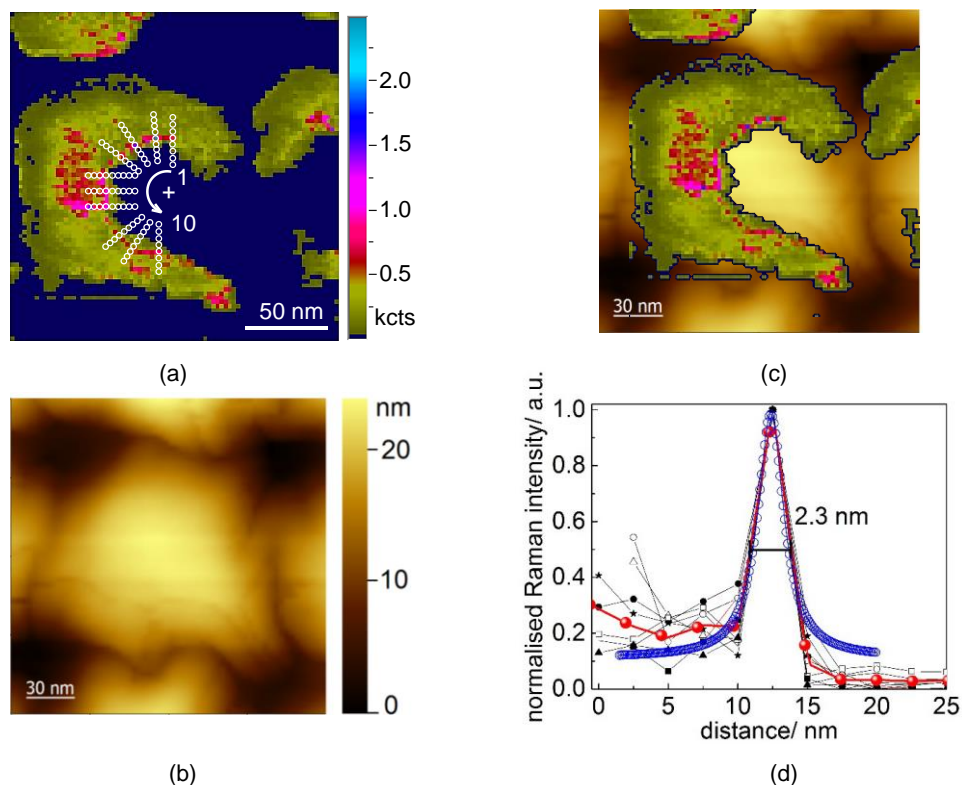 2.0
1.5
1.0
0.5
kcts
1
+
10
50 nm
(a)
30 nm
(c)
nm
20
10
0
30 nm
(b)
normalised Raman intensity/ a.u.
1.0
0.8
0.6
0.4
0.2
0.0
2.3 nm
0 5 10 15 20 25
distance/ nm
(d)